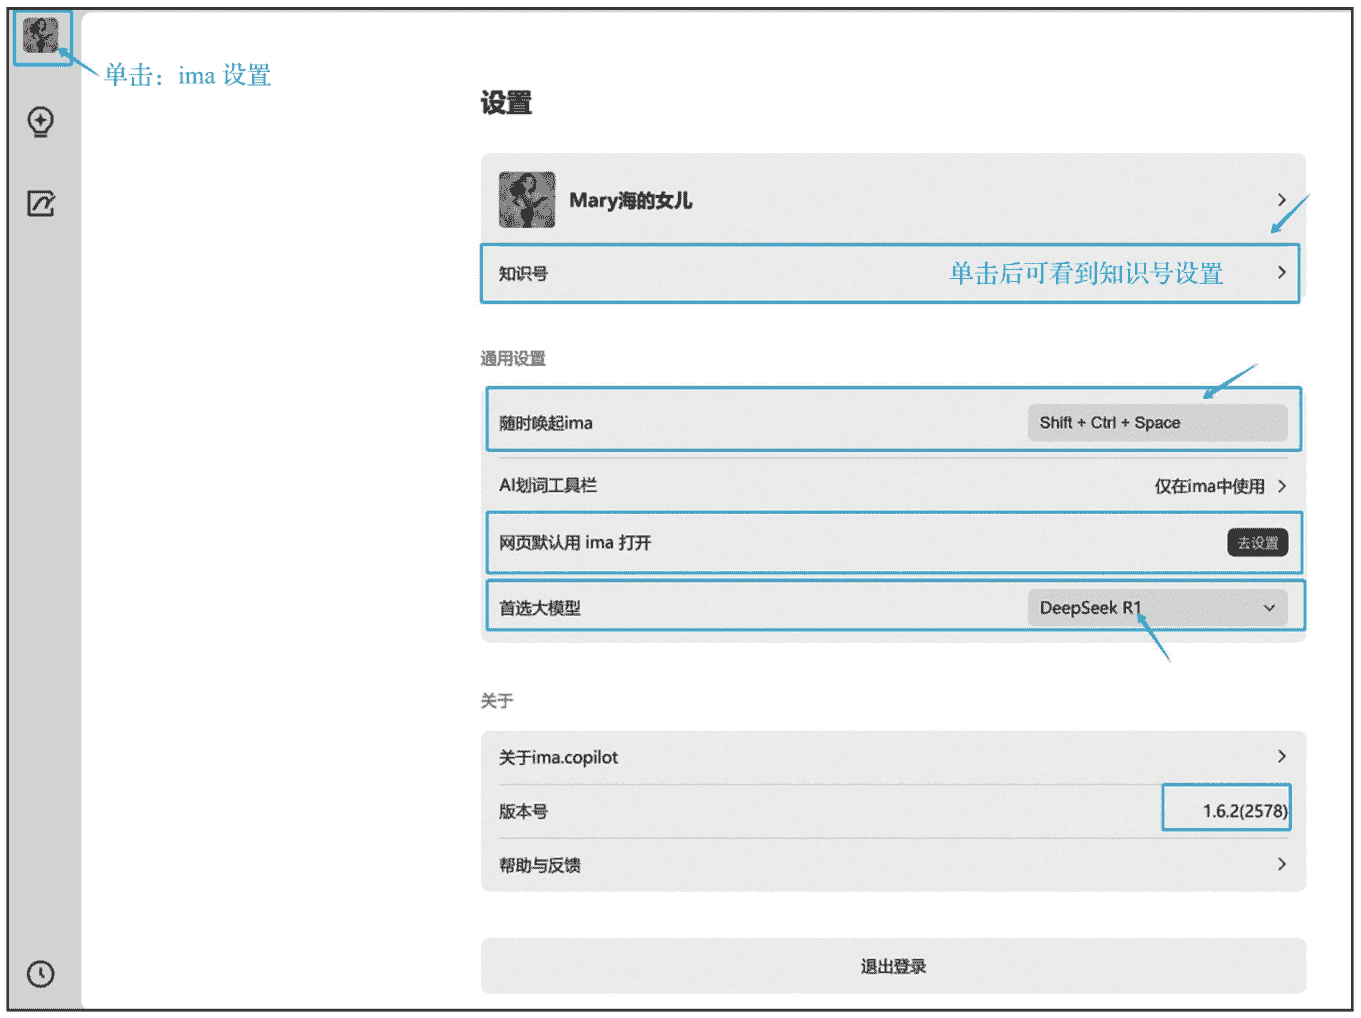 单击：ima 设置
设置
Mary海的女儿
知识号
单击后可看到知识号设置
通用设置
随时唤起ima
Shift + Ctrl + Space
AI划词工具栏
仅在ima中使用
网页默认用 ima 打开
去设置
首选大模型
DeepSeek R1
关于
关于ima.copilot
版本号
1.6.2(2578)
帮助与反馈
退出登录